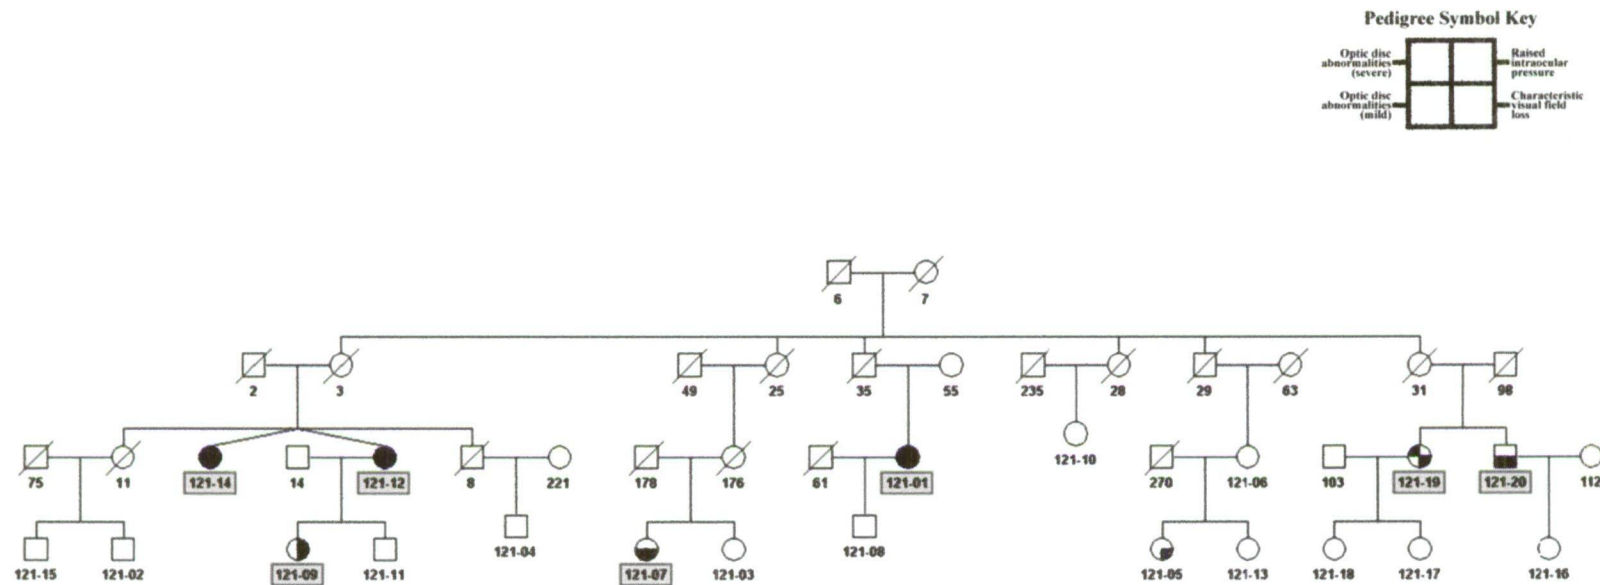 Pedigree Symbol Key
Optic disc
abnormalities
(severe)
Raised
intraocular
pressure
Optic disc
abnormalities
(mild)
Characteristic
visual field
loss
6 7
2 3 49 25 35 55 235 28 29 63 31 98
75 11 121-14 14 121-12 8 221 178 176 61 121-01 121-10 270 121-06 103 121-19 121-20 112
121-15 121-02 121-09 121-11 121-04 121-07 121-03 121-08 121-05 121-13 121-18 121-17 121-16